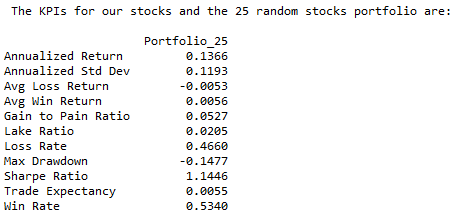 The KPIs for our stocks and the 25 random stocks portfolio are:
Portfolio_25
Annualized Return 0.1366
Annualized Std Dev 0.1193
Avg Loss Return -0.0053
Avg Win Return 0.0056
Gain to Pain Ratio 0.0527
Lake Ratio 0.0205
Loss Rate 0.4660
Max Drawdown -0.1477
Sharpe Ratio 1.1446
Trade Expectancy 0.0055
Win Rate 0.5340